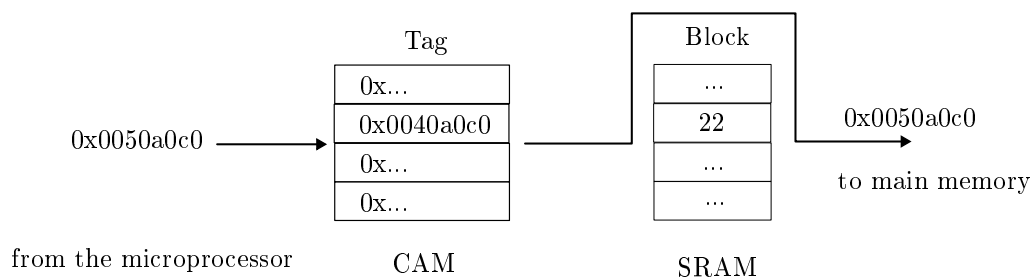 Tag
Block
0x...
...
0x0050a0c0
0x0040a0c0
22
0x0050a0c0
0x...
...
to main memory
0x...
...
from the microprocessor
CAM
SRAM